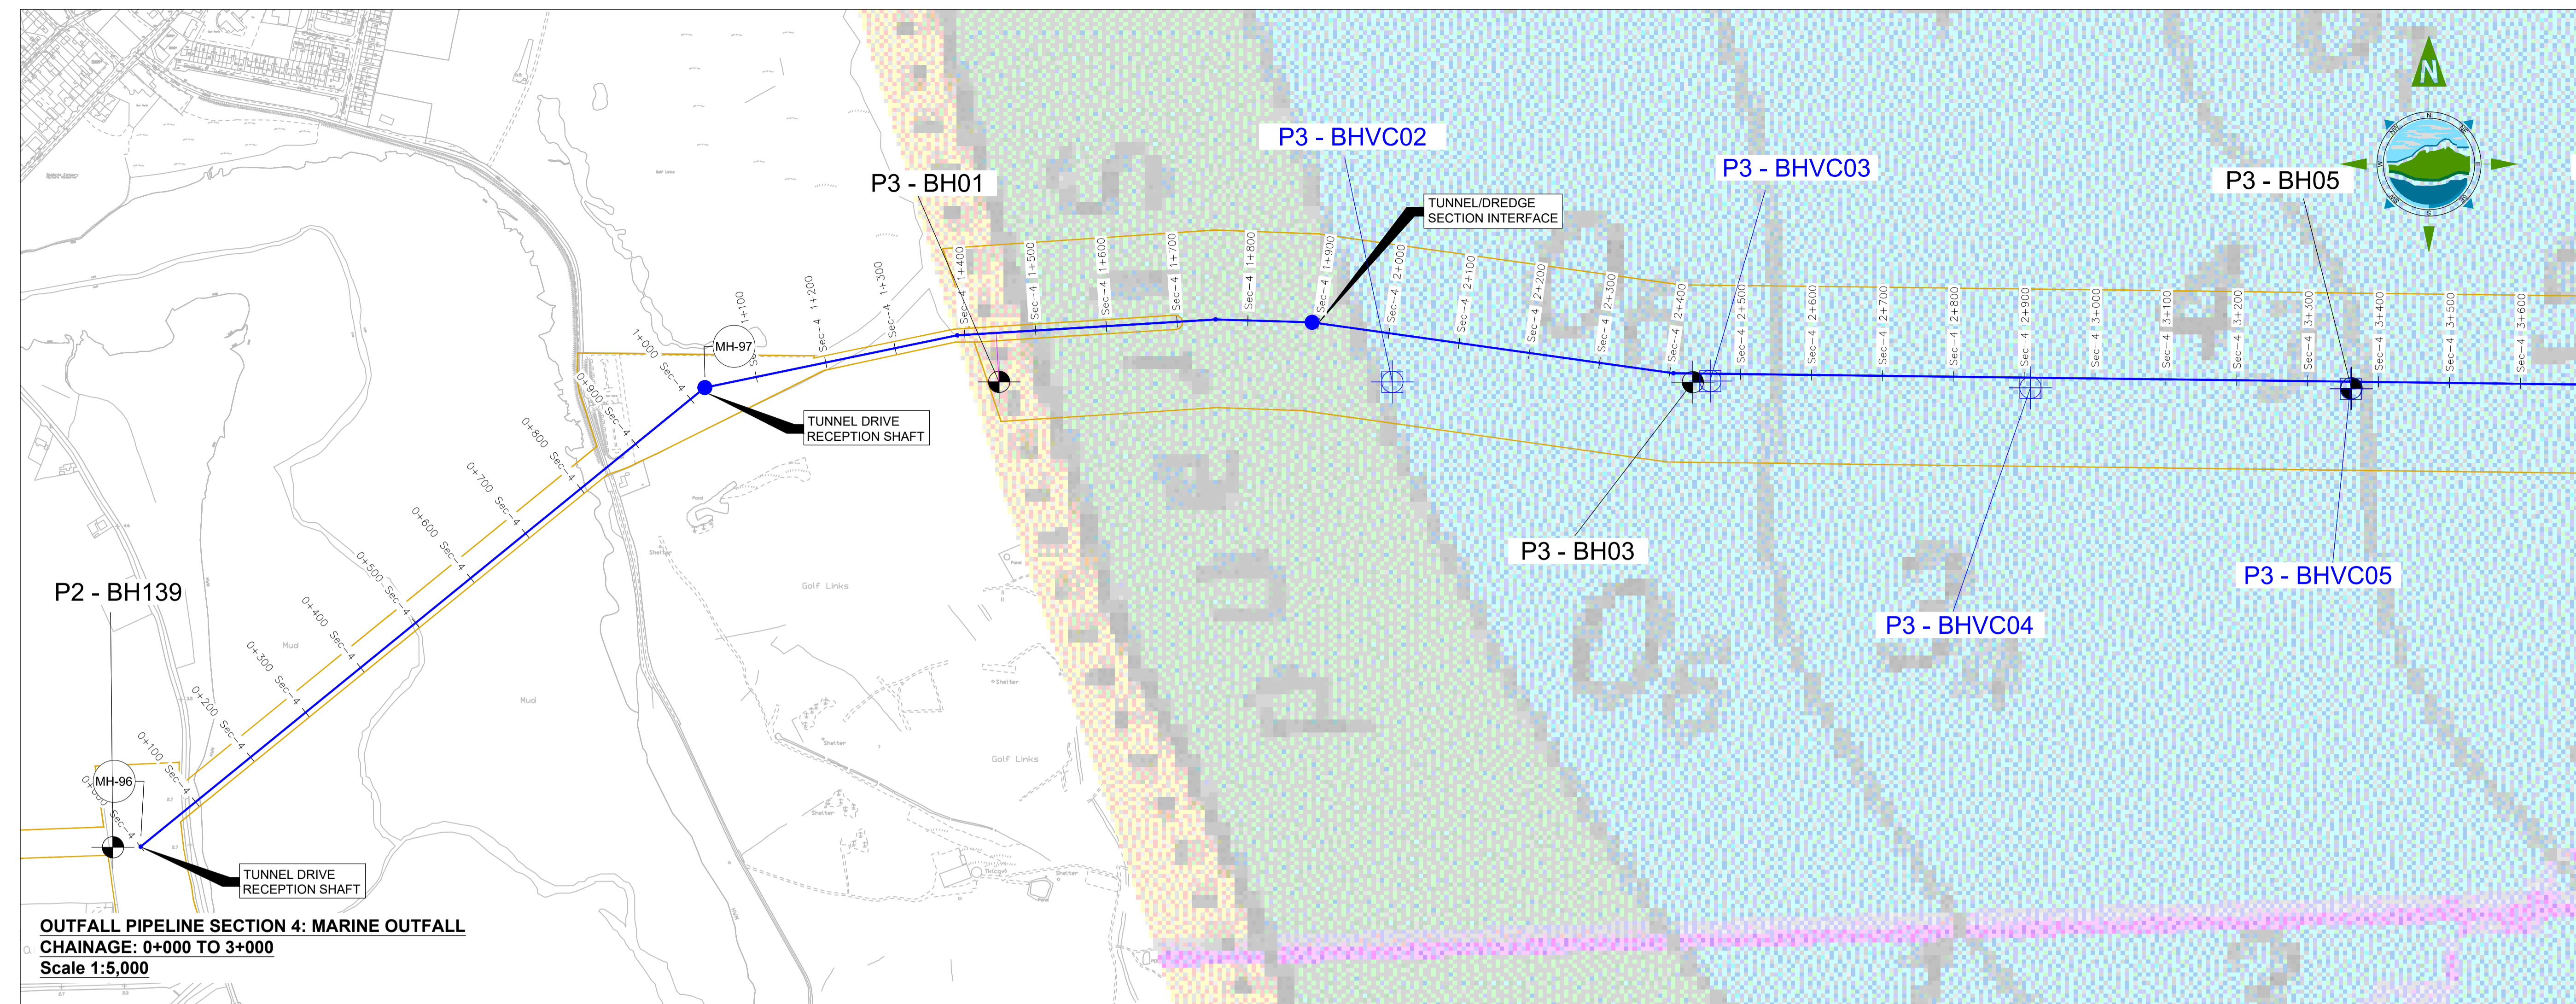 P3 - BHVC02
P3 - BHVC03
P3 - BH01
P3 - BH05
N
TUNNEL/DREDGE
SECTION INTERFACE
Sec-4 1+400
Sec-4 1+500
Sec-4 1+600
Sec-4 1+700
Sec-4 1+800
Sec-4 1+900
Sec-4 2+000
Sec-4 2+100
Sec-4 2+200
Sec-4 2+300
Sec-4 2+400
Sec-4 2+500
Sec-4 2+600
Sec-4 2+700
Sec-4 2+800
Sec-4 2+900
Sec-4 3+000
Sec-4 3+100
Sec-4 3+200
Sec-4 3+300
Sec-4 3+400
Sec-4 3+500
Sec-4 3+600
1+100
Sec-4 1+200
Sec-4 1+300
MH-97
1+000 Sec-4
0+900 Sec-4
0+800 Sec-4
0+700 Sec-4
0+600 Sec-4
0+500 Sec-4
0+400 Sec-4
0+300 Sec-4
0+200 Sec-4
0+100 Sec-4
TUNNEL DRIVE
RECEPTION SHAFT
Pond
Shelter
Golf Links
Pond
P3 - BH03
P3 - BHVC05
P2 - BH139
P3 - BHVC04
Mud
Mud
Shelter
Shelter
Golf Links
MH-96
Shelter
Shelter
TUNNEL DRIVE
RECEPTION SHAFT
OUTFALL PIPELINE SECTION 4: MARINE OUTFALL
CHAINAGE: 0+000 TO 3+000
Scale 1:5,000